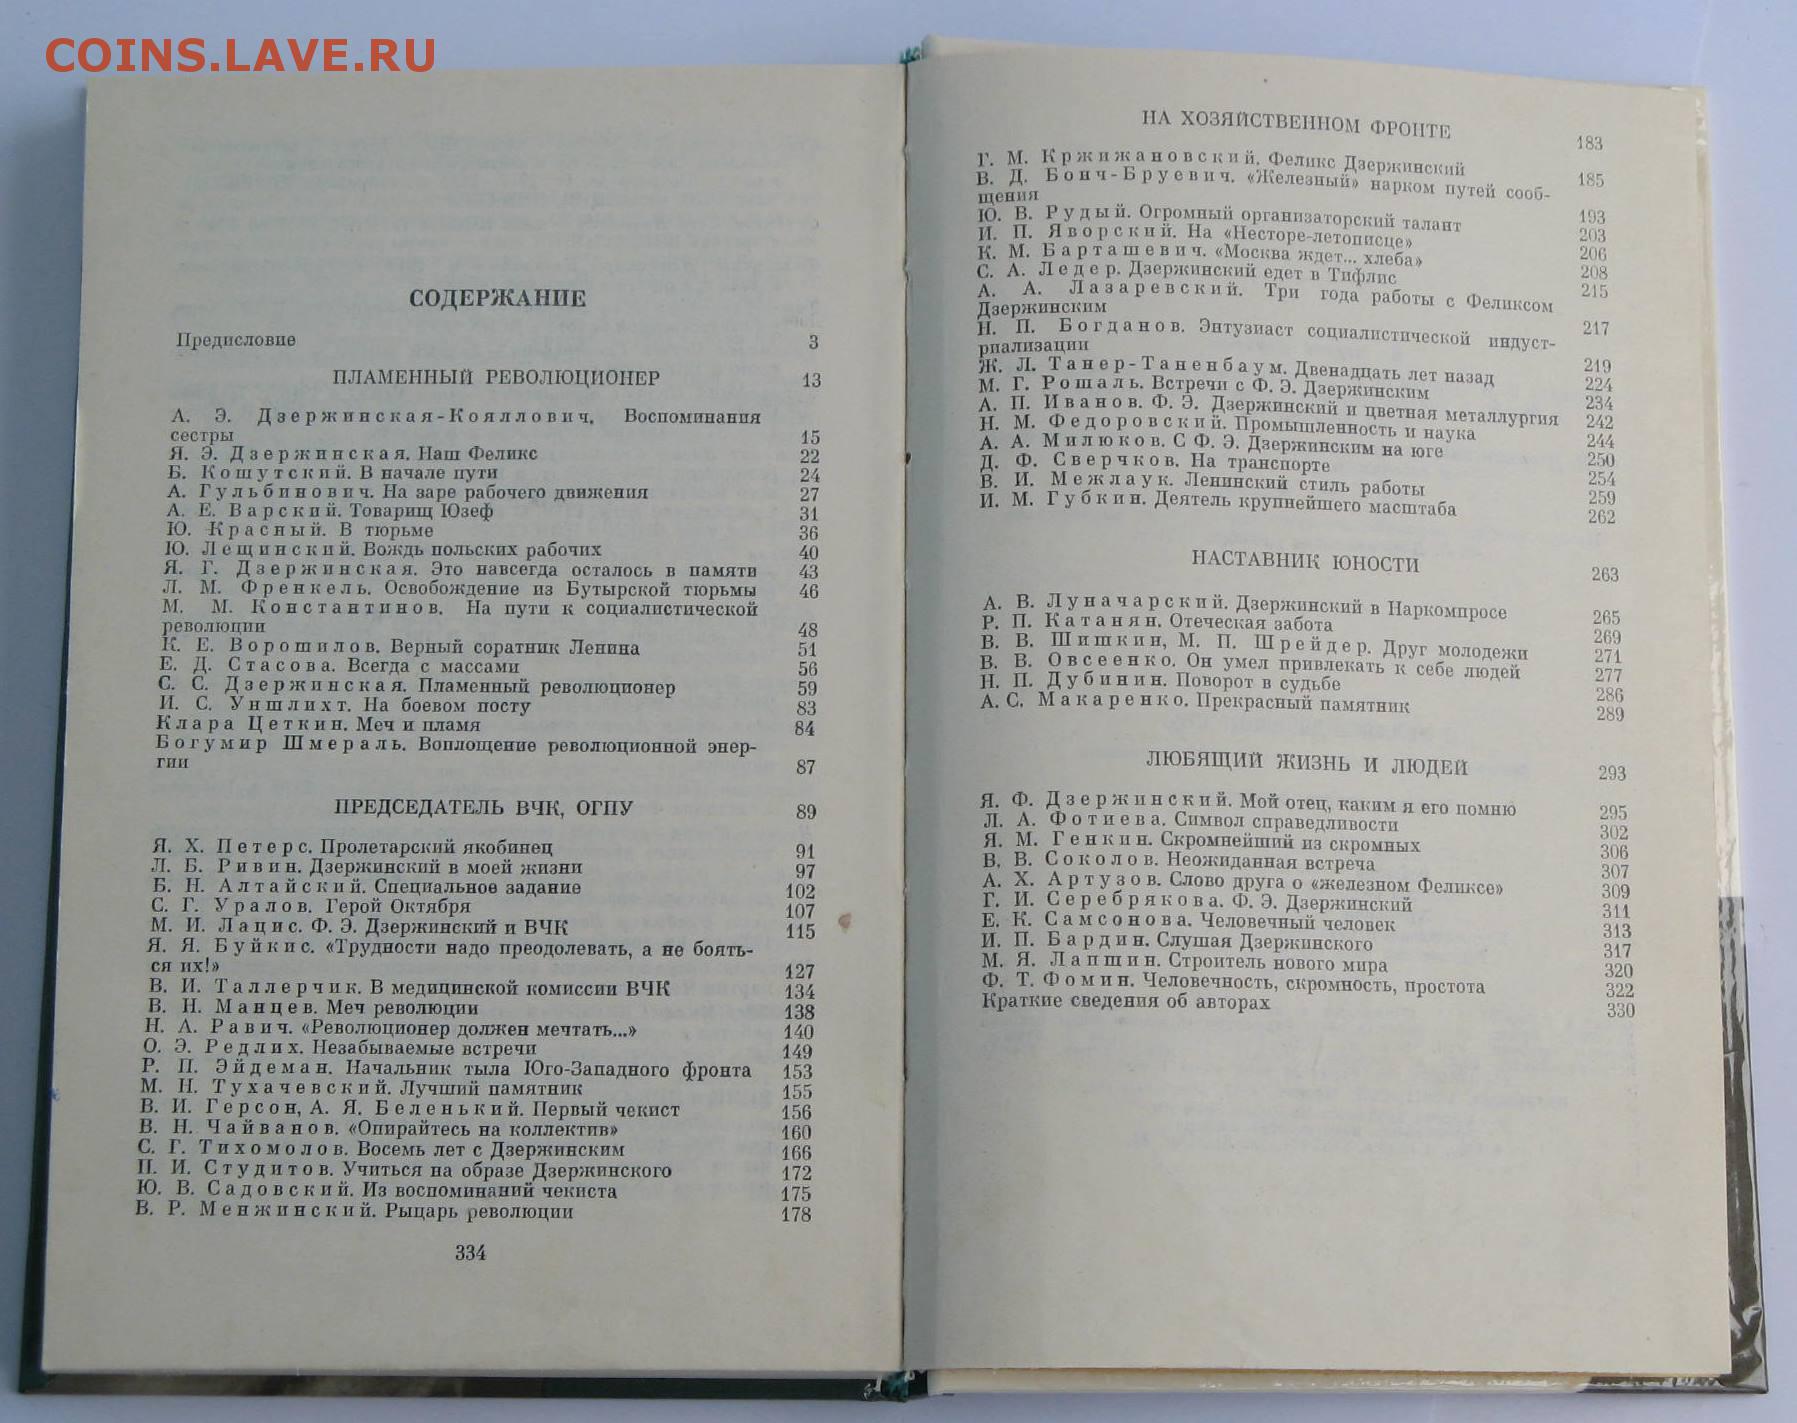 COINS.LAVE.RU
СОДЕРЖАНИЕ
Предисловие 3
ПЛАМЕННЫЙ РЕВОЛЮЦИОНЕР 13
А. Э. Дзержинская-Кояллович. Воспоминания
сестры 15
Я. Э. Дзержинская. Наш Феликс 22
Б. Кошутский. В начале пути 24
А. Гульбинович. На заре рабочего движения 27
А. Е. Варский. Товарищ Юзеф 31
Ю. Красный. В тюрьме 36
Ю. Лещинский. Вождь польских рабочих 40
Я. Г. Дзержинская. Это навсегда осталось в памяти 43
Л. М. Френкель. Освобождение из Бутырской тюрьмы 46
М. М. Константинов. На пути к социалистической
революции 48
К. Е. Ворошилов. Верный соратник Ленина 51
Е. Д. Стасова. Всегда с массами 56
С. С. Дзержинская. Пламенный революционер 59
И. С. Уншлихт. На боевом посту 83
Клара Цеткин. Меч и пламя 84
Богумир Шмераль. Воплощение революционной энер-
гии 87
ПРЕДСЕДАТЕЛЬ ВЧК, ОГПУ 89
Я. Х. Петерс. Пролетарский якобинец 91
Л. Б. Ривин. Дзержинский в моей жизни 97
Б. Н. Алтайский. Специальное задание 102
С. Г. Уралов. Герой Октября 107
М. И. Лацис. Ф. Э. Дзержинский и ВЧК 115
Я. Я. Буйкис. «Трудности надо преодолевать, а не боять-
ся их!» 127
В. И. Таллерчик. В медицинской комиссии ВЧК 134
В. Н. Манцев. Меч революции 138
Н. А. Равич. «Революционер должен мечтать...» 140
О. Э. Редлих. Незабываемые встречи 149
Р. П. Эйдеман. Начальник тыла Юго-Западного фронта 153
М. Н. Тухачевский. Лучший памятник 155
В. И. Герсон, А. Я. Беленький. Первый чекист 156
В. Н. Чайванов. «Опирайтесь на коллектив» 160
С. Г. Тихомолов. Восемь лет с Дзержинским 166
П. И. Студитов. Учиться на образе Дзержинского 172
Ю. В. Садовский. Из воспоминаний чекиста 175
В. Р. Менжинский. Рыцарь революции 178
334
НА ХОЗЯЙСТВЕННОМ ФРОНТЕ 183
Г. М. Кржижановский. Феликс Дзержинский 185
В. Д. Бонч-Бруевич. «Железный» нарком путей сооб-
щения 193
Ю. В. Рудый. Огромный организаторский талант 203
И. П. Яворский. На «Несторе-летописце» 206
К. М. Барташевич. «Москва ждет... хлеба» 208
С. А. Ледер. Дзержинский едет в Тифлис 215
А. А. Лазаревский. Три года работы с Феликсом
Дзержинским 217
Н. П. Богданов. Энтузиаст социалистической индуст-
риализации 219
Ж. Л. Танер-Таненбаум. Двенадцать лет назад 224
М. Г. Рошаль. Встречи с Ф. Э. Дзержинским 234
А. П. Иванов. Ф. Э. Дзержинский и цветная металлургия 242
Н. М. Федоровский. Промышленность и наука 244
А. А. Милюков. С Ф. Э. Дзержинским на юге 250
Д. Ф. Сверчков. На транспорте 254
В. И. Межлаук. Ленинский стиль работы 259
И. М. Губкин. Деятель крупнейшего масштаба 262
НАСТАВНИК ЮНОСТИ 263
А. В. Луначарский. Дзержинский в Наркомпросе 265
Р. П. Катанян. Отеческая забота 269
В. В. Шишкин, М. П. Шрейдер. Друг молодежи 271
В. В. Овсеенко. Он умел привлекать к себе людей 277
Н. П. Дубинин. Поворот в судьбе 286
А. С. Макаренко. Прекрасный памятник 289
ЛЮБЯЩИЙ ЖИЗНЬ И ЛЮДЕЙ 293
Я. Ф. Дзержинский. Мой отец, каким я его помню 295
Л. А. Фотиева. Символ справедливости 302
Я. М. Генкин. Скромнейший из скромных 306
В. В. Соколов. Неожиданная встреча 307
А. Х. Артузов. Слово друга о «железном Феликсе» 309
Г. И. Серебрякова. Ф. Э. Дзержинский 311
Е. К. Самсонова. Человечный человек 313
И. П. Бардин. Слушая Дзержинского 317
М. Я. Лапшин. Строитель нового мира 320
Ф. Т. Фомин. Человечность, скромность, простота 322
Краткие сведения об авторах 330